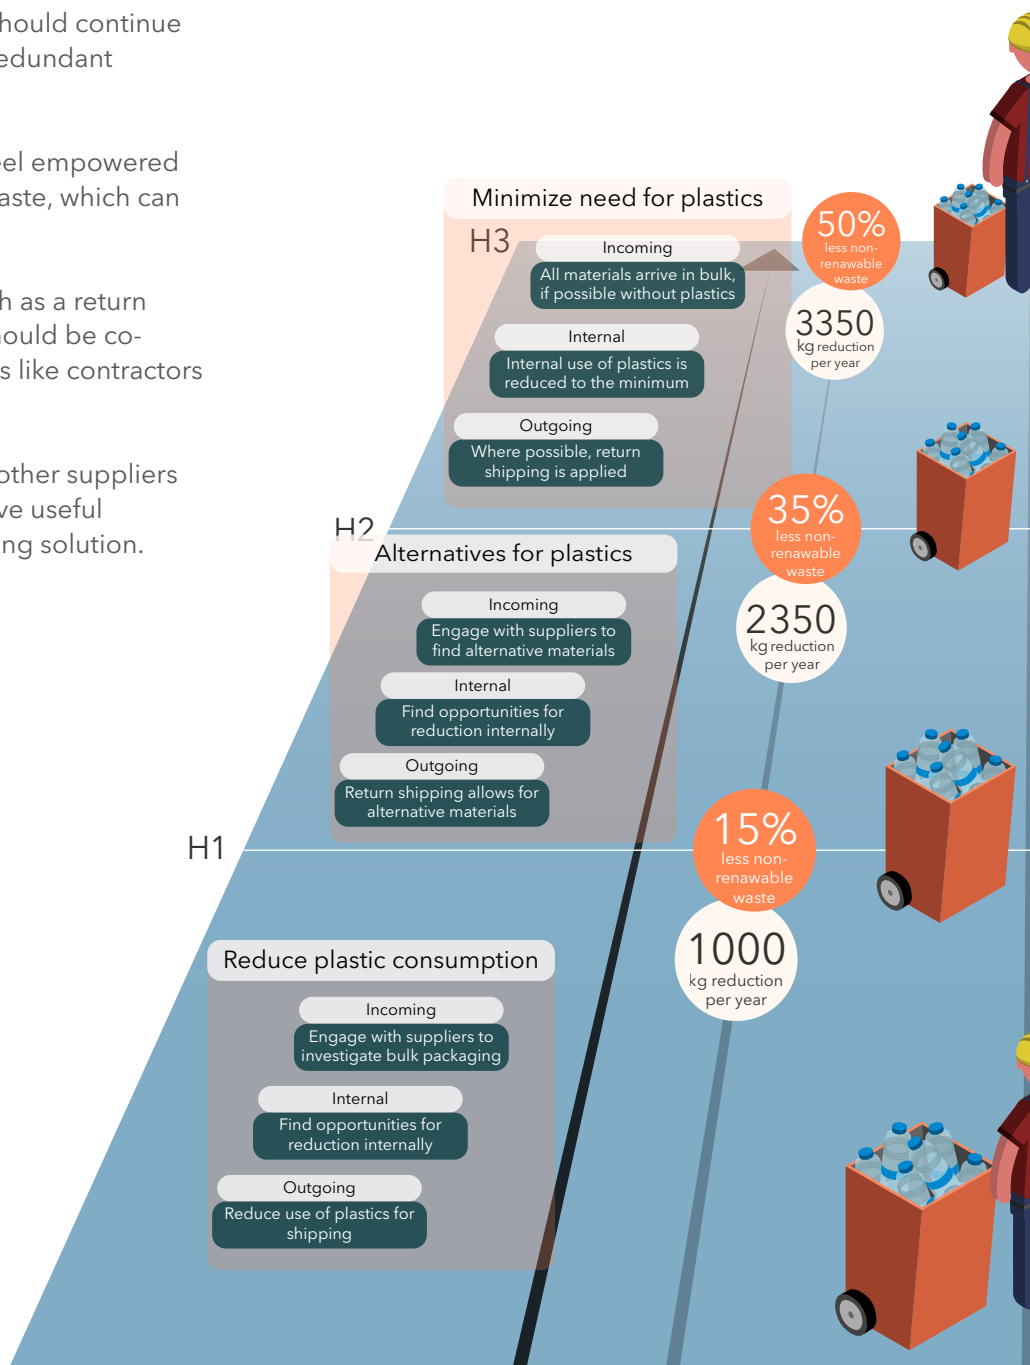 hould continue
edundant
el empowered
aste, which can
h as a return
hould be co-
s like contractors
other suppliers
ve useful
ng solution.
Minimize need for plastics
H3
Incoming
All materials arrive in bulk,
if possible without plastics
Internal
Internal use of plastics is
reduced to the minimum
Outgoing
Where possible, return
shipping is applied
50%
less non-
renawable
waste
3350
kg reduction
per year
H2
Alternatives for plastics
Incoming
Engage with suppliers to
find alternative materials
Internal
Find opportunities for
reduction internally
Outgoing
Return shipping allows for
alternative materials
35%
less non-
renawable
waste
2350
kg reduction
per year
H1
Reduce plastic consumption
Incoming
Engage with suppliers to
investigate bulk packaging
Internal
Find opportunities for
reduction internally
Outgoing
Reduce use of plastics for
shipping
15%
less non-
renawable
waste
1000
kg reduction
per year